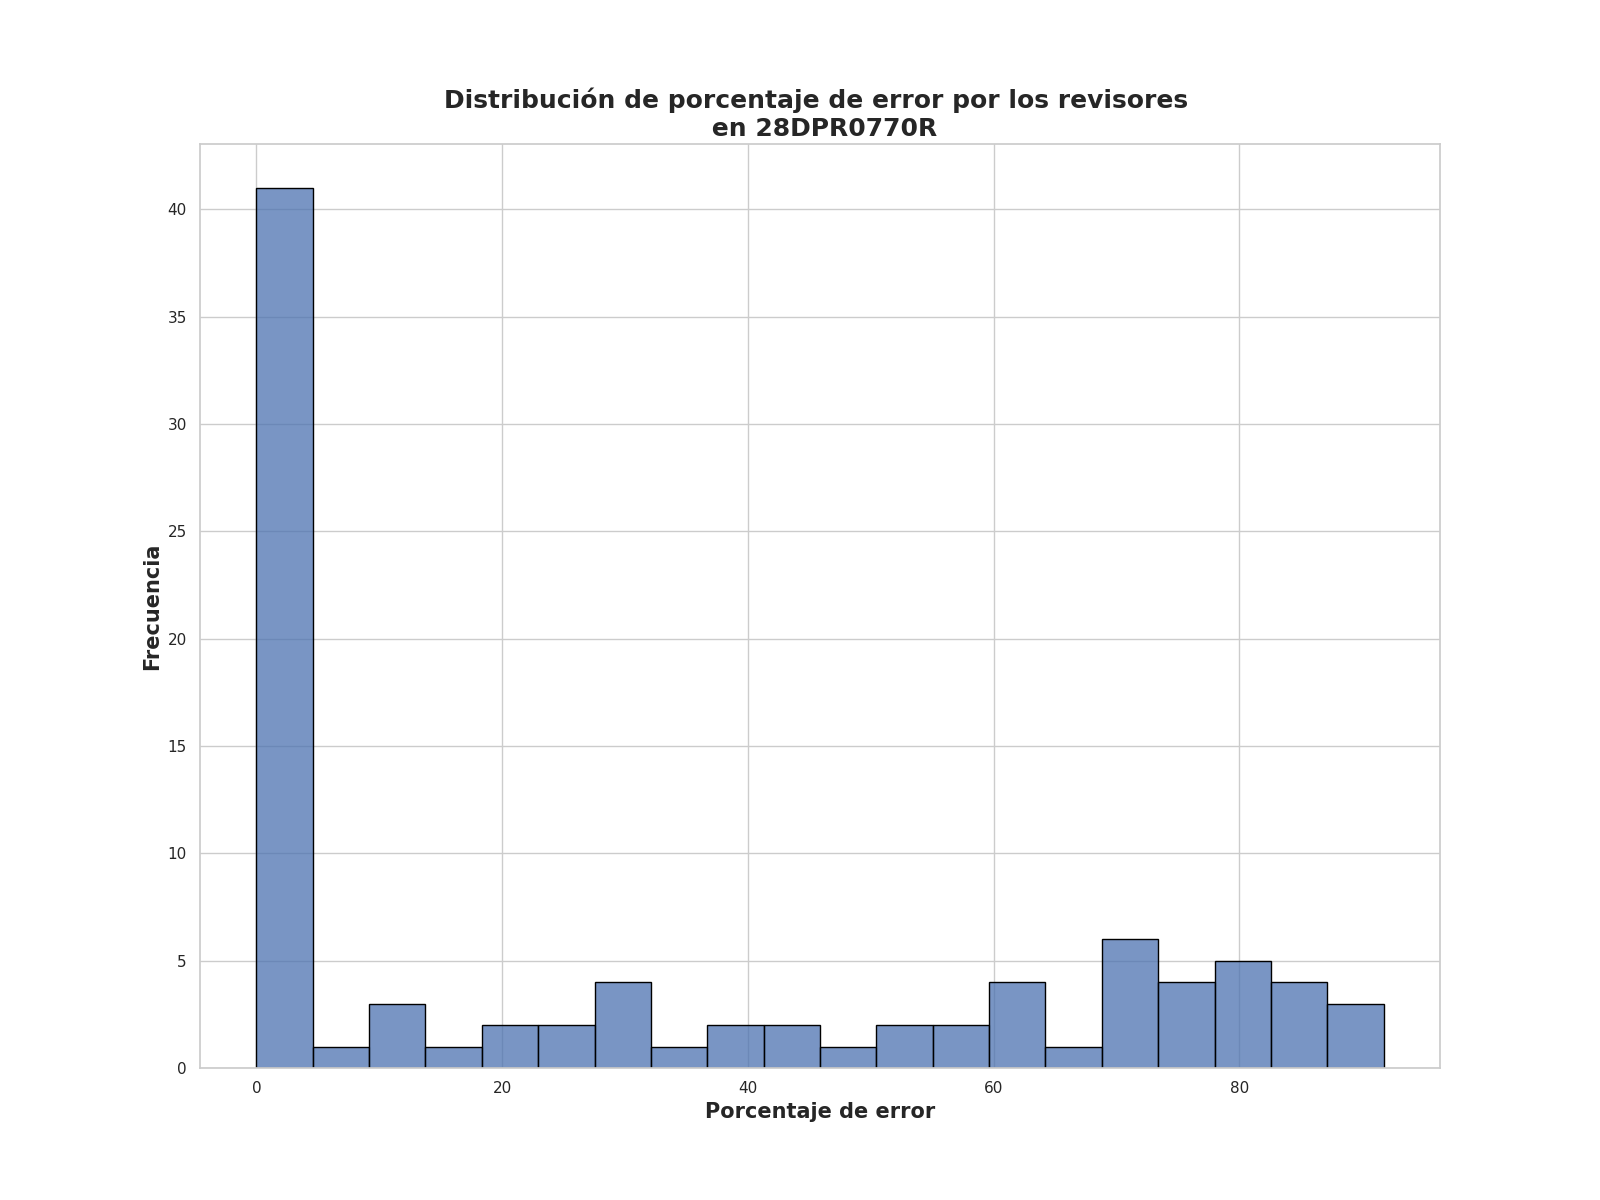 Distribución de porcentaje de error por los revisores
en 28DPR0770R
Frecuencia
40
35
30
25
20
15
10
5
0
0 20 40 60 80
Porcentaje de error